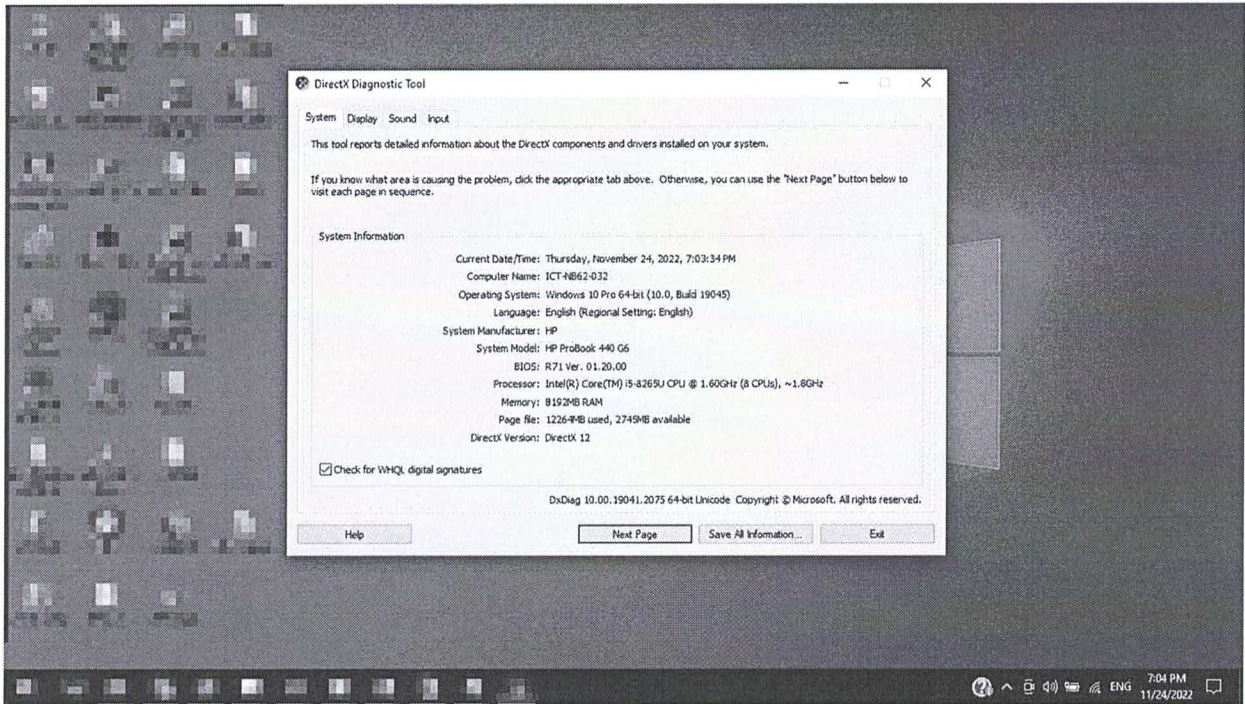 DirectX Diagnostic Tool
System Display Sound Input
This tool reports detailed information about the DirectX components and drivers installed on your system.
If you know what area is causing the problem, click the appropriate tab above. Otherwise, you can use the "Next Page" button below to
visit each page in sequence.
System Information
Current Date/Time: Thursday, November 24, 2022, 7:03:34 PM
Computer Name: ICT-NB62-032
Operating System: Windows 10 Pro 64-bit (10.0, Build 19045)
Language: English (Regional Setting: English)
System Manufacturer: HP
System Model: HP ProBook 440 G6
BIOS: R71 Ver. 01.20.00
Processor: Intel(R) Core(TM) i5-8265U CPU @ 1.60GHz (8 CPUs), ~1.8GHz
Memory: 8192MB RAM
Page file: 12264MB used, 2745MB available
DirectX Version: DirectX 12
Check for WHQL digital signatures
DxDiag 10.00.19041.2075 64-bit Unicode Copyright © Microsoft. All rights reserved.
Help Next Page Save All Information... Exit
ENG
7:04 PM
11/24/2022